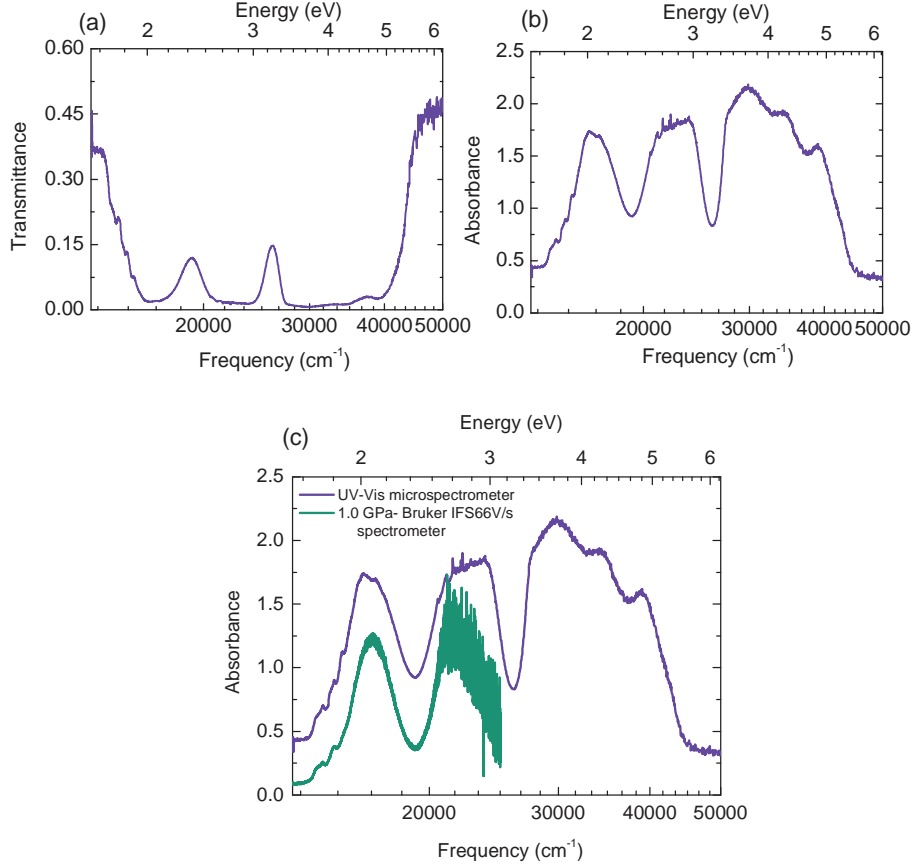 Energy (eV)
(a)
2 3 4 5 6
0.60
0.45
0.30
0.15
0.00
Transmittance
20000 30000 40000 50000
Frequency (cm⁻¹)
Energy (eV)
(b)
2 3 4 5 6
2.5
2.0
1.5
1.0
0.5
0.0
Absorbance
20000 30000 40000 50000
Frequency (cm⁻¹)
Energy (eV)
(c)
2 3 4 5 6
2.5
2.0
1.5
1.0
0.5
0.0
Absorbance
UV-Vis microspectrometer
1.0 GPa- Bruker IFS66V/s
spectrometer
20000 30000 40000 50000
Frequency (cm⁻¹)